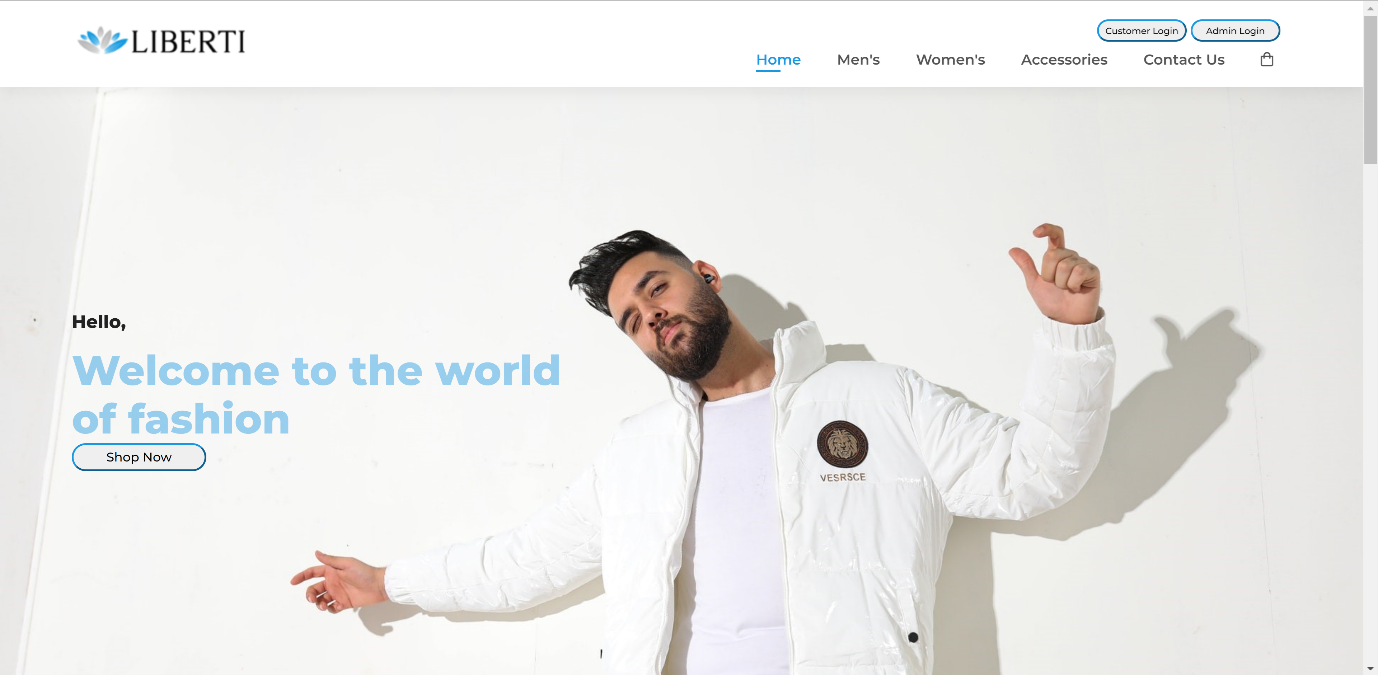 LIBERTI
Customer Login
Admin Login
Home
Men's
Women's
Accessories
Contact Us
Hello,
Welcome to the world
of fashion
Shop Now
VESRSCE